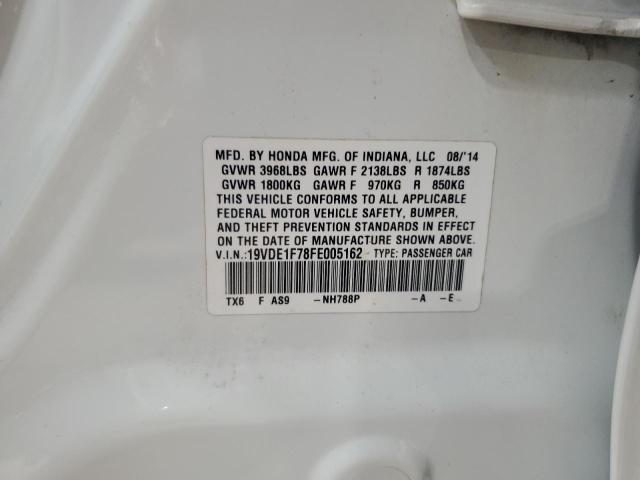 MFD. BY HONDA MFG. OF INDIANA, LLC 08/'14
GVWR 3968LBS GAWR F 2138LBS R 1874LBS
GVWR 1800KG GAWR F 970KG R 850KG
THIS VEHICLE CONFORMS TO ALL APPLICABLE
FEDERAL MOTOR VEHICLE SAFETY, BUMPER,
AND THEFT PREVENTION STANDARDS IN EFFECT
ON THE DATE OF MANUFACTURE SHOWN ABOVE.
V.I.N.:19VDE1F78FE005162 TYPE: PASSENGER CAR
TX6 F AS9 -NH788P -A -E-